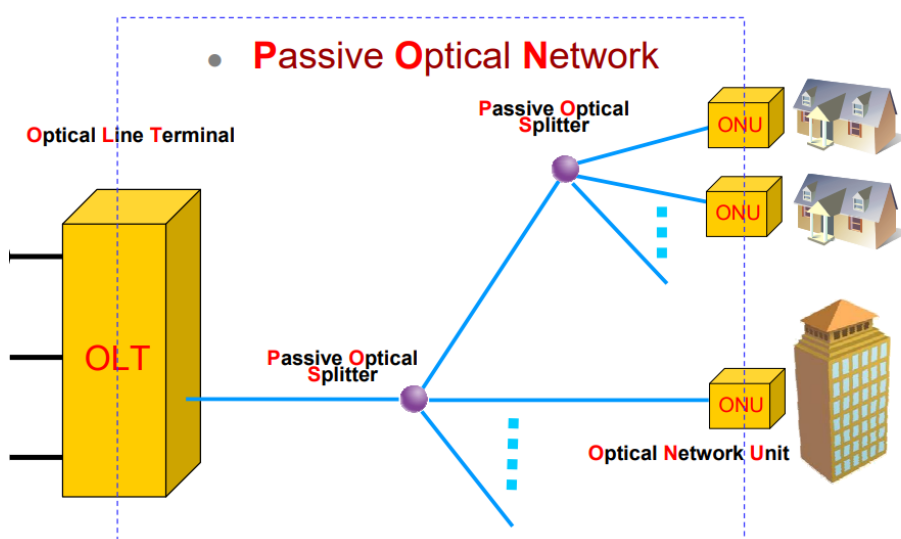 • Passive Optical Network
Passive Optical
Splitter
ONU
Optical Line Terminal
ONU
OLT
Passive Optical
Splitter
ONU
Optical Network Unit